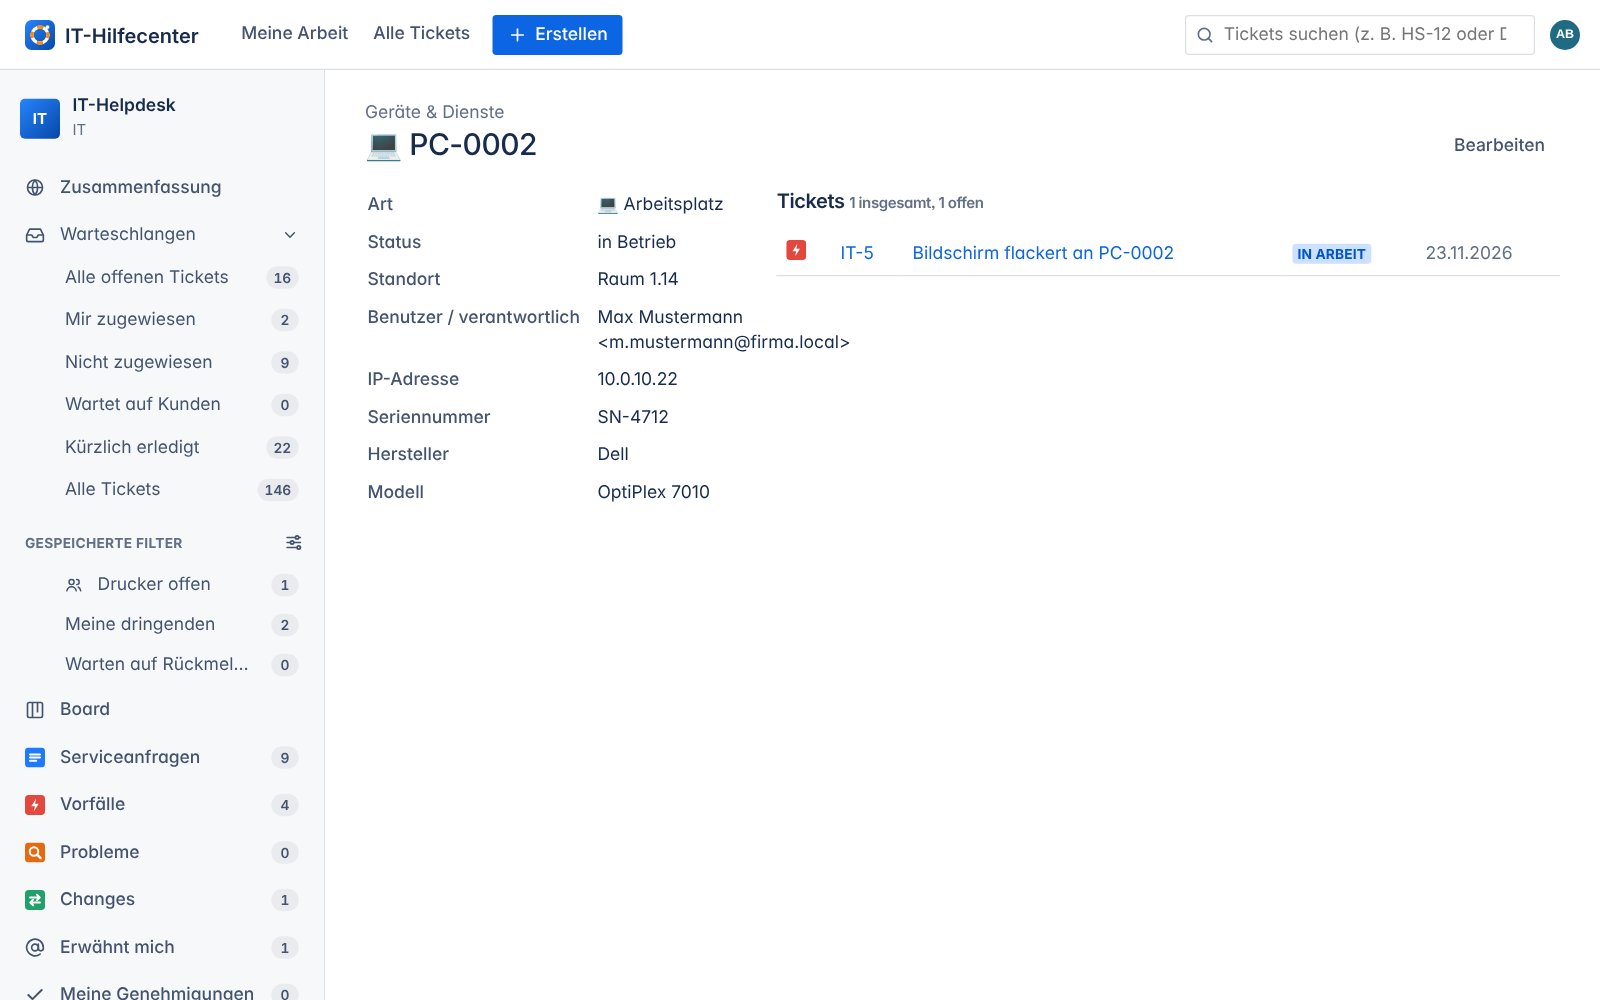 IT-Hilfecenter
Meine Arbeit
Alle Tickets
Erstellen
Tickets suchen (z. B. HS-12 oder D
AB
IT
IT-Helpdesk
IT
Zusammenfassung
Warteschlangen
Alle offenen Tickets 16
Mir zugewiesen 2
Nicht zugewiesen 9
Wartet auf Kunden 0
Kürzlich erledigt 22
Alle Tickets 146
GESPEICHERTE FILTER
Drucker offen 1
Meine dringenden 2
Warten auf Rückmel... 0
Board
Serviceanfragen 9
Vorfälle 4
Probleme 0
Changes 1
Erwähnt mich 1
Meine Genehmigungen 0
Geräte & Dienste
PC-0002
Bearbeiten
Art Arbeitsplatz
Status in Betrieb
Standort Raum 1.14
Benutzer / verantwortlich Max Mustermann
<m.mustermann@firma.local>
IP-Adresse 10.0.10.22
Seriennummer SN-4712
Hersteller Dell
Modell OptiPlex 7010
Tickets 1 insgesamt, 1 offen
IT-5 Bildschirm flackert an PC-0002 IN ARBEIT 23.11.2026